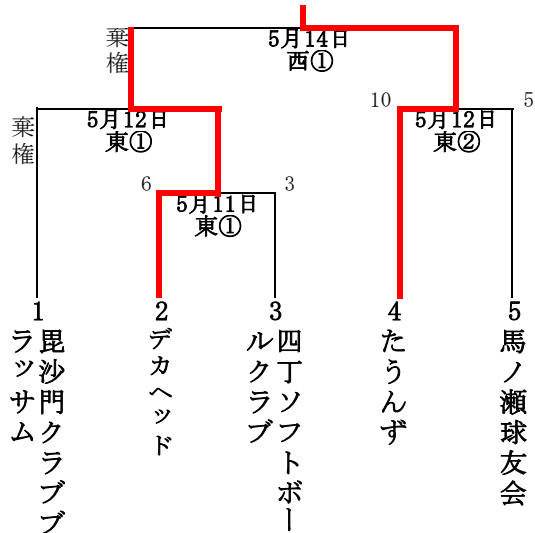 棄権
5月14日
西①
棄権
5月12日
東①
10
5月12日
東②
5
6
5月11日
東①
3
1
毘沙門クラブブ
ラッサム
2
デカヘッド
3
四丁ソフトボー
ルクラブ
4
たうんず
5
馬ノ瀬球友会